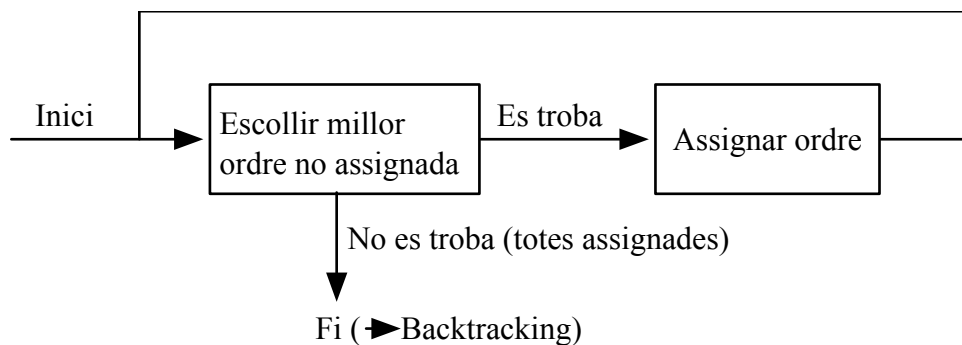 Inici
Escollir millor
ordre no assignada
Es troba
Assignar ordre
No es troba (totes assignades)
Fi (→Backtracking)